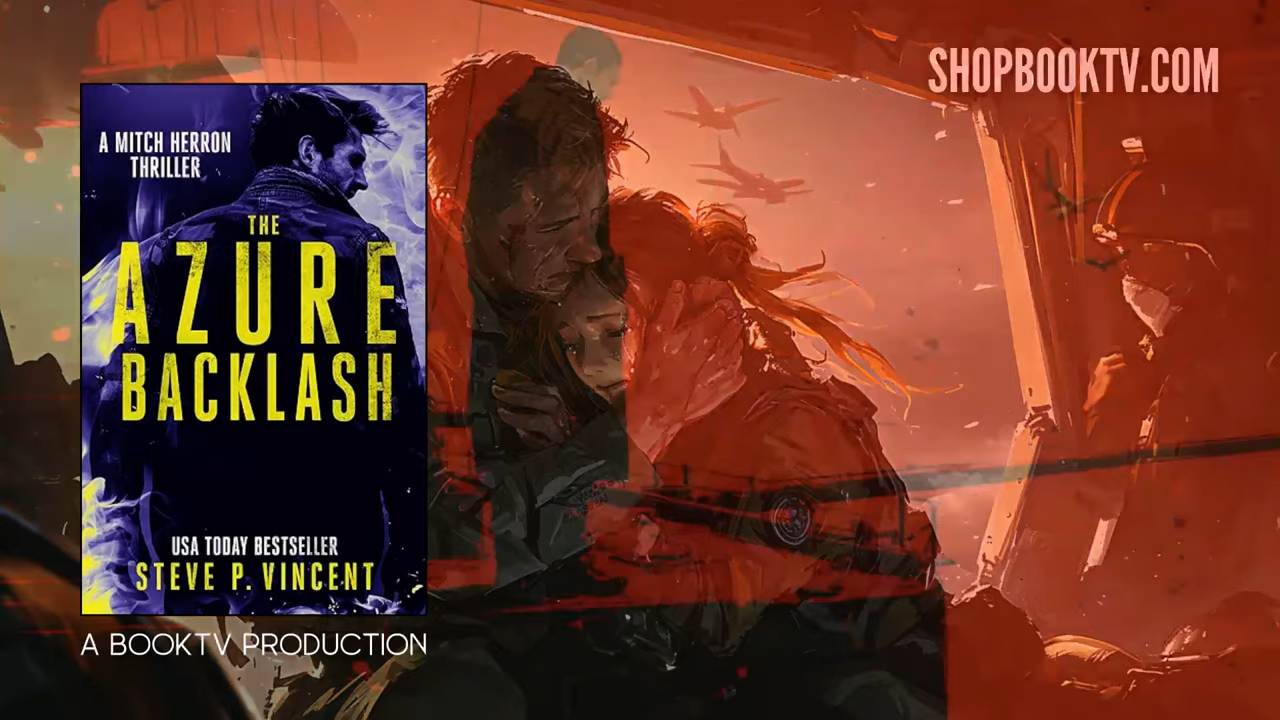 SHOPBOOKTV.COM
A MITCH HERRON
THRILLER
THE
AZURE
BACKLASH
USA TODAY BESTSELLER
STEVE P. VINCENT
A BOOKTV PRODUCTION